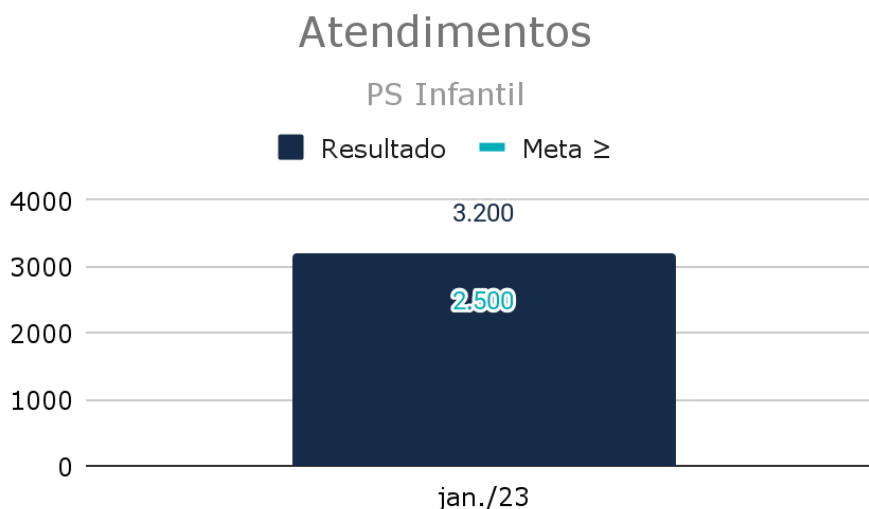 Atendimentos
PS Infantil
Resultado Meta ≥
4000
3.200
3000
2.500
2000
1000
0
jan./23